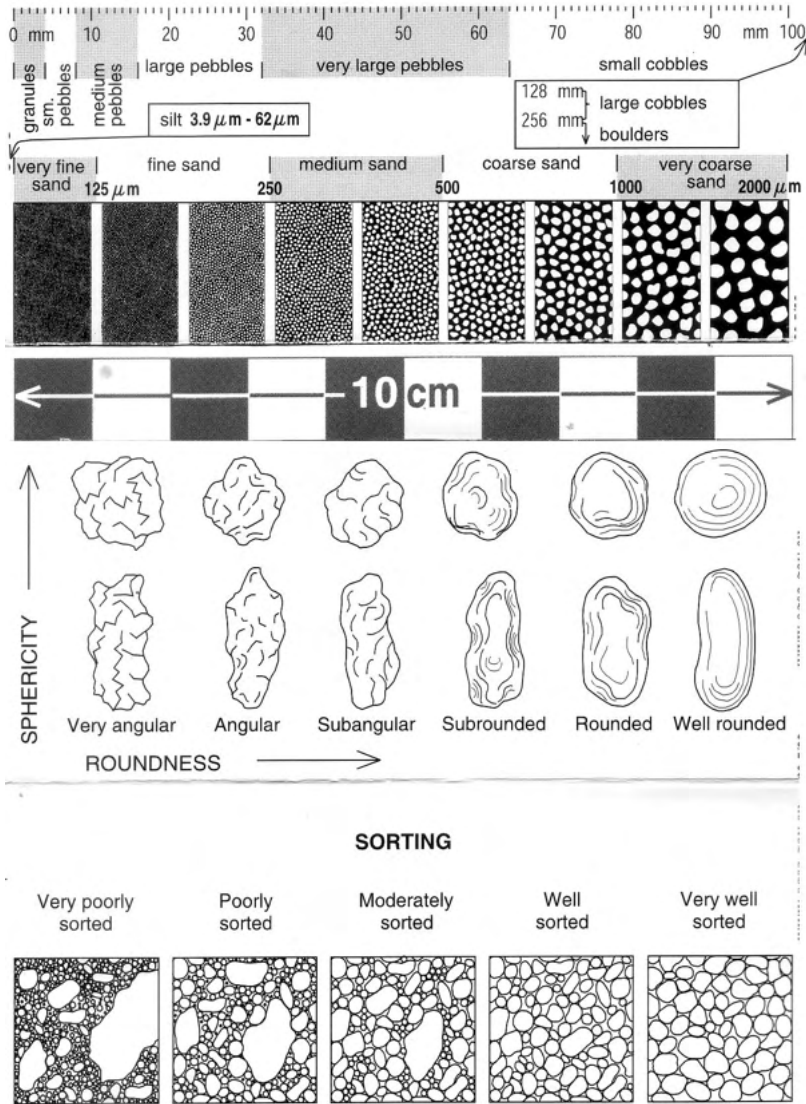 0 mm 10 20 30 40 50 60 70 80 90 mm 100
granules
sm. pebbles
medium pebbles
large pebbles
very large pebbles
small cobbles
128 mm
256 mm
large cobbles
boulders
silt 3.9 μm - 62 μm
very fine sand
fine sand
medium sand
coarse sand
very coarse sand
125 μm 250 500 1000 2000 μm
10 cm
SPHERICITY
Very angular Angular Subangular Subrounded Rounded Well rounded
ROUNDNESS
SORTING
Very poorly sorted
Poorly sorted
Moderately sorted
Well sorted
Very well sorted